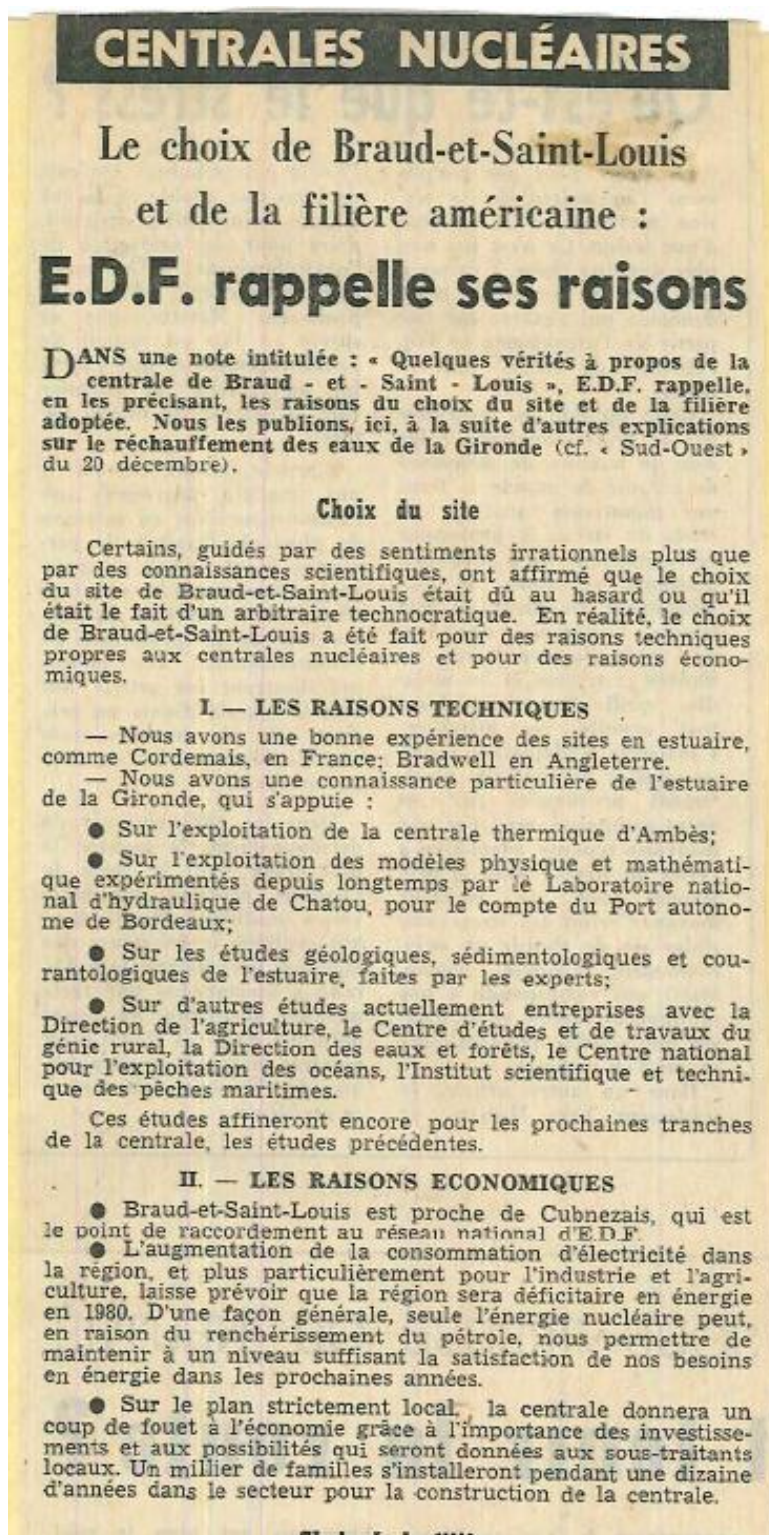 CENTRALES NUCLÉAIRES
Le choix de Braud-et-Saint-Louis
et de la filière américaine :
E.D.F. rappelle ses raisons
DANS une note intitulée : « Quelques vérités à propos de la
centrale de Braud - et - Saint - Louis », E.D.F. rappelle,
en les précisant, les raisons du choix du site et de la filière
adoptée. Nous les publions, ici, à la suite d'autres explications
sur le réchauffement des eaux de la Gironde (cf. « Sud-Ouest »
du 20 décembre).
Choix du site
Certains, guidés par des sentiments irrationnels plus que
par des connaissances scientifiques, ont affirmé que le choix
du site de Braud-et-Saint-Louis était dû au hasard ou qu'il
était le fait d'un arbitraire technocratique. En réalité, le choix
de Braud-et-Saint-Louis a été fait pour des raisons techniques
propres aux centrales nucléaires et pour des raisons écono-
miques.
I. — LES RAISONS TECHNIQUES
— Nous avons une bonne expérience des sites en estuaire,
comme Cordemais, en France; Bradwell en Angleterre.
— Nous avons une connaissance particulière de l'estuaire
de la Gironde, qui s'appuie :
● Sur l'exploitation de la centrale thermique d'Ambès;
● Sur l'exploitation des modèles physique et mathémati-
que expérimentés depuis longtemps par le Laboratoire natio-
nal d'hydraulique de Chatou, pour le compte du Port autono-
me de Bordeaux;
● Sur les études géologiques, sédimentologiques et cou-
rantologiques de l'estuaire, faites par les experts;
● Sur d'autres études actuellement entreprises avec la
Direction de l'agriculture, le Centre d'études et de travaux du
génie rural, la Direction des eaux et forêts, le Centre national
pour l'exploitation des océans, l'Institut scientifique et techni-
que des pêches maritimes.
Ces études affineront encore, pour les prochaines tranches
de la centrale, les études précédentes.
II. — LES RAISONS ECONOMIQUES
● Braud-et-Saint-Louis est proche de Cubnezais, qui est
le point de raccordement au réseau national d'E.D.F.
● L'augmentation de la consommation d'électricité dans
la région, et plus particulièrement pour l'industrie et l'agri-
culture, laisse prévoir que la région sera déficitaire en énergie
en 1980. D'une façon générale, seule l'énergie nucléaire peut,
en raison du renchérissement du pétrole, nous permettre de
maintenir à un niveau suffisant la satisfaction de nos besoins
en énergie dans les prochaines années.
● Sur le plan strictement local, la centrale donnera un
coup de fouet à l'économie grâce à l'importance des investisse-
ments et aux possibilités qui seront données aux sous-traitants
locaux. Un millier de familles s'installeront pendant une dizaine
d'années dans le secteur pour la construction de la centrale.